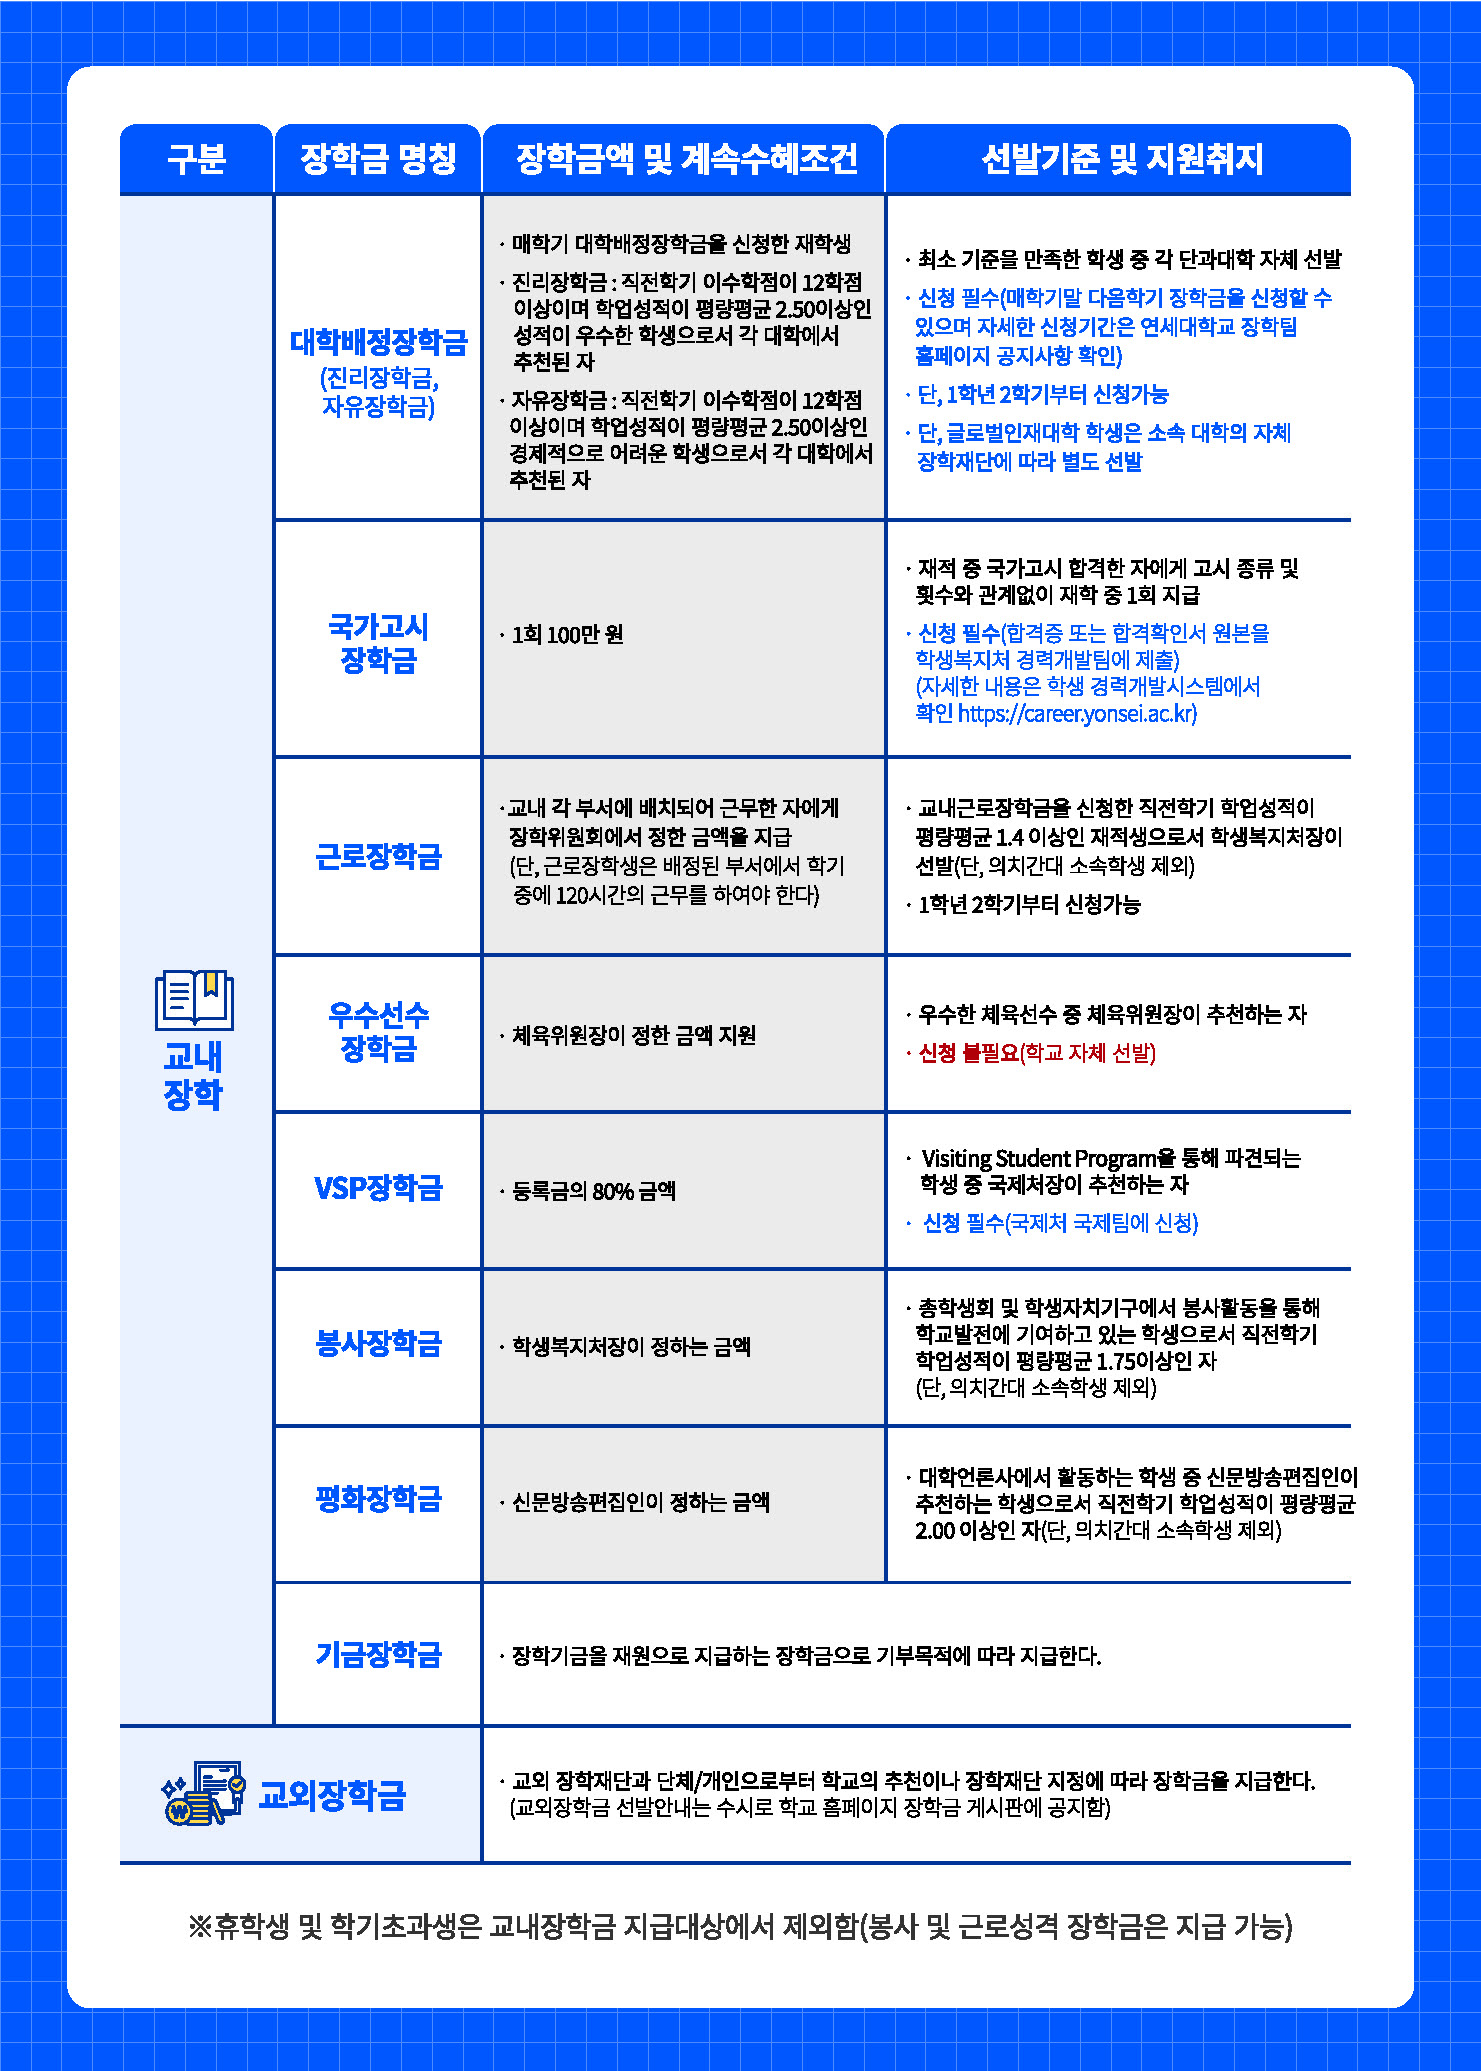 구분
장학금 명칭
장학금액 및 계속수혜조건
선발기준 및 지원취지
교내
장학
대학배정장학금
(진리장학금,
자유장학금)
· 매학기 대학배정장학금을 신청한 재학생
· 진리장학금 : 직전학기 이수학점이 12학점
이상이며 학업성적이 평량평균 2.50이상인
성적이 우수한 학생으로서 각 대학에서
추천된 자
· 자유장학금 : 직전학기 이수학점이 12학점
이상이며 학업성적이 평량평균 2.50이상인
경제적으로 어려운 학생으로서 각 대학에서
추천된 자
· 최소 기준을 만족한 학생 중 각 단과대학 자체 선발
· 신청 필수(매학기말 다음학기 장학금을 신청할 수
있으며 자세한 신청기간은 연세대학교 장학팀
홈페이지 공지사항 확인)
· 단, 1학년 2학기부터 신청가능
· 단, 글로벌인재대학 학생은 소속 대학의 자체
장학재단에 따라 별도 선발
국가고시
장학금
· 1회 100만 원
· 재적 중 국가고시 합격한 자에게 고시 종류 및
횟수와 관계없이 재학 중 1회 지급
· 신청 필수(합격증 또는 합격확인서 원본을
학생복지처 경력개발팀에 제출)
(자세한 내용은 학생 경력개발시스템에서
확인 https://career.yonsei.ac.kr)
근로장학금
· 교내 각 부서에 배치되어 근무한 자에게
장학위원회에서 정한 금액을 지급
(단, 근로장학생은 배정된 부서에서 학기
중에 120시간의 근무를 하여야 한다)
· 교내근로장학금을 신청한 직전학기 학업성적이
평량평균 1.4 이상인 재적생으로서 학생복지처장이
선발(단, 의치간대 소속학생 제외)
· 1학년 2학기부터 신청가능
우수선수
장학금
· 체육위원장이 정한 금액 지원
· 우수한 체육선수 중 체육위원장이 추천하는 자
· 신청 불필요(학교 자체 선발)
VSP장학금
· 등록금의 80% 금액
· Visiting Student Program을 통해 파견되는
학생 중 국제처장이 추천하는 자
· 신청 필수(국제처 국제팀에 신청)
봉사장학금
· 학생복지처장이 정하는 금액
· 총학생회 및 학생자치기구에서 봉사활동을 통해
학교발전에 기여하고 있는 학생으로서 직전학기
학업성적이 평량평균 1.75이상인 자
(단, 의치간대 소속학생 제외)
평화장학금
· 신문방송편집인이 정하는 금액
· 대학언론사에서 활동하는 학생 중 신문방송편집인이
추천하는 학생으로서 직전학기 학업성적이 평량평균
2.00 이상인 자(단, 의치간대 소속학생 제외)
기금장학금
· 장학기금을 재원으로 지급하는 장학금으로 기부목적에 따라 지급한다.
교외장학금
· 교외 장학재단과 단체/개인으로부터 학교의 추천이나 장학재단 지정에 따라 장학금을 지급한다.
(교외장학금 선발안내는 수시로 학교 홈페이지 장학금 게시판에 공지함)
※휴학생 및 학기초과생은 교내장학금 지급대상에서 제외함(봉사 및 근로성격 장학금은 지급 가능)